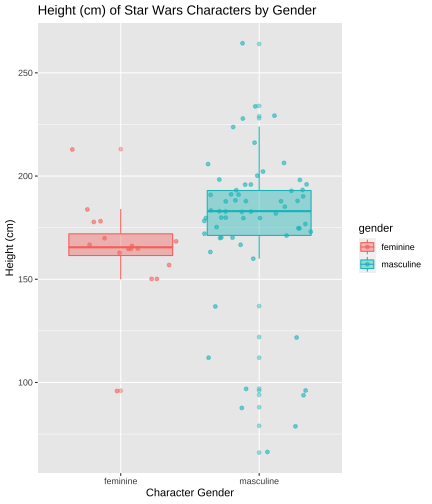 Height (cm) of Star Wars Characters by Gender
Height (cm)
250
200
150
100
feminine
masculine
Character Gender
gender
feminine
masculine